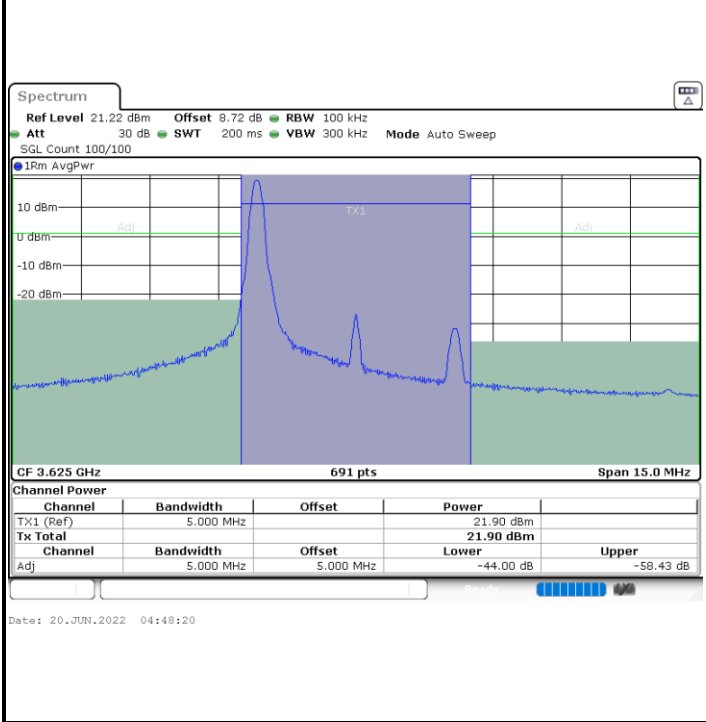 Spectrum
Ref Level 21.22 dBm Offset 8.72 dB RBW 100 kHz
Att 30 dB SWT 200 ms VBW 300 kHz Mode Auto Sweep
SGL Count 100/100
1Rm AvgPwr
10 dBm
TX1
Adj Adj
0 dBm
-10 dBm
-20 dBm
CF 3.625 GHz 691 pts Span 15.0 MHz
Channel Power
Channel Bandwidth Offset Power
TX1 (Ref) 5.000 MHz 21.90 dBm
Tx Total 21.90 dBm
Channel Bandwidth Offset Lower Upper
Adj 5.000 MHz 5.000 MHz -44.00 dB -58.43 dB
Ready
Date: 20.JUN.2022 04:48:20